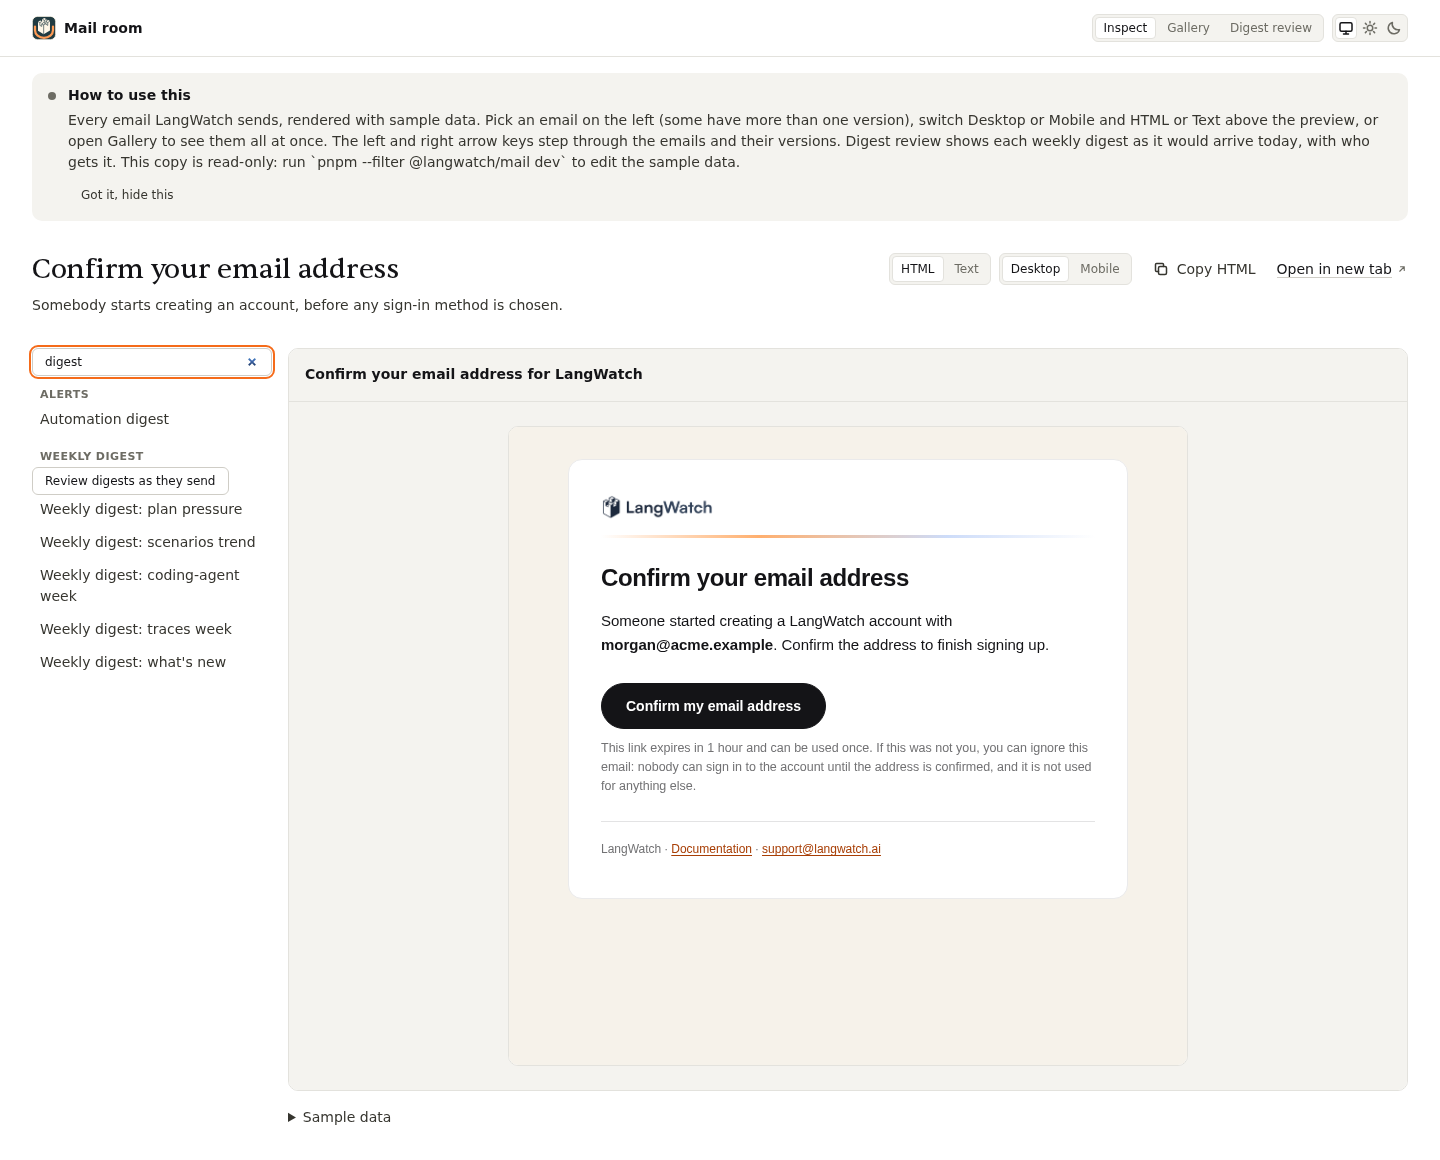 Mail room
Inspect
Gallery
Digest review
How to use this
Every email LangWatch sends, rendered with sample data. Pick an email on the left (some have more than one version), switch Desktop or Mobile and HTML or Text above the preview, or
open Gallery to see them all at once. The left and right arrow keys step through the emails and their versions. Digest review shows each weekly digest as it would arrive today, with who
gets it. This copy is read-only: run `pnpm --filter @langwatch/mail dev` to edit the sample data.
Got it, hide this
Confirm your email address
HTML
Text
Desktop
Mobile
Copy HTML
Open in new tab
Somebody starts creating an account, before any sign-in method is chosen.
digest
ALERTS
Automation digest
WEEKLY DIGEST
Review digests as they send
Weekly digest: plan pressure
Weekly digest: scenarios trend
Weekly digest: coding-agent
week
Weekly digest: traces week
Weekly digest: what's new
Confirm your email address for LangWatch
LangWatch
Confirm your email address
Someone started creating a LangWatch account with
morgan@acme.example. Confirm the address to finish signing up.
Confirm my email address
This link expires in 1 hour and can be used once. If this was not you, you can ignore this
email: nobody can sign in to the account until the address is confirmed, and it is not used
for anything else.
LangWatch · Documentation · support@langwatch.ai
Sample data